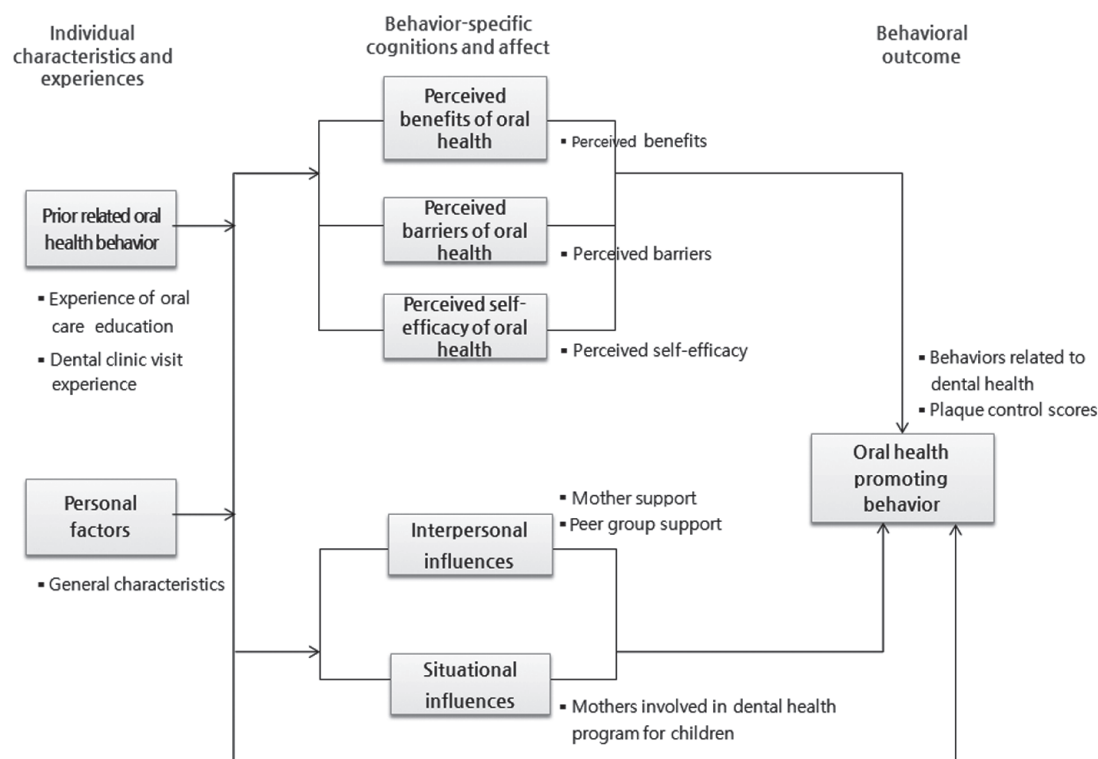 Individual
characteristics and
experiences
Behavior-specific
cognitions and affect
Behavioral
outcome
Perceived
benefits of oral
health
▪ Perceived benefits
Prior related oral
health behavior
▪ Experience of oral
care education
▪ Dental clinic visit
experience
Perceived
barriers of oral
health
▪ Perceived barriers
Perceived self-
efficacy of oral
health
▪ Perceived self-efficacy
▪ Behaviors related to
dental health
▪ Plaque control scores
Oral health
promoting
behavior
Personal
factors
▪ General characteristics
▪ Mother support
▪ Peer group support
Interpersonal
influences
Situational
influences
▪ Mothers involved in dental health
program for children